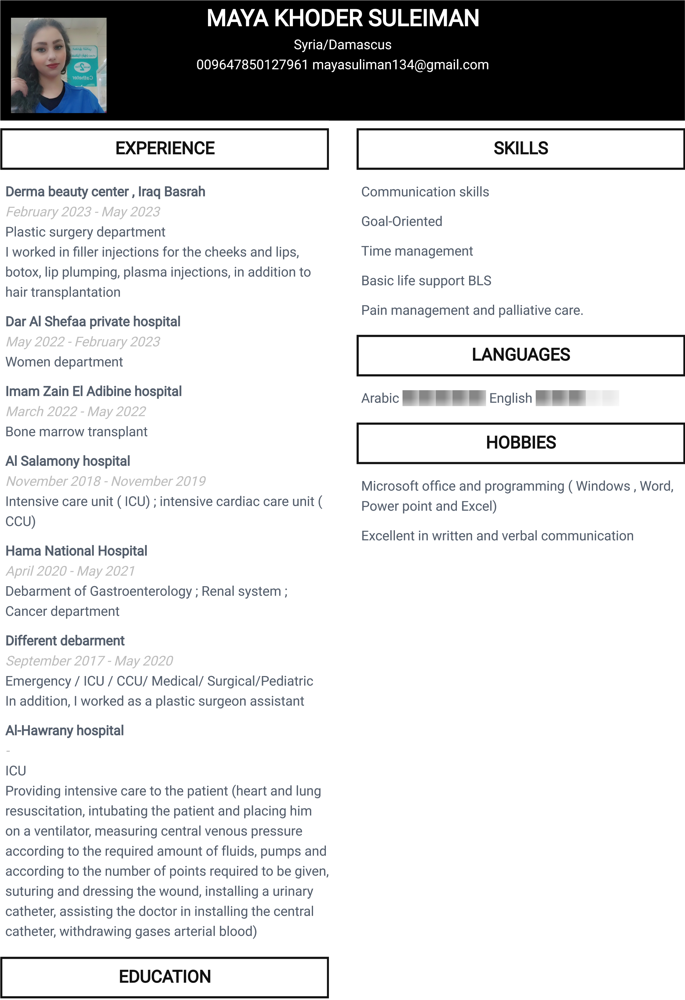 MAYA KHODER SULEIMAN
Syria/Damascus
009647850127961 mayasuliman134@gmail.com
Catheter
EXPERIENCE
Derma beauty center , Iraq Basrah
February 2023 - May 2023
Plastic surgery department
I worked in filler injections for the cheeks and lips,
botox, lip plumping, plasma injections, in addition to
hair transplantation
Dar Al Shefaa private hospital
May 2022 - February 2023
Women department
Imam Zain El Adibine hospital
March 2022 - May 2022
Bone marrow transplant
Al Salamony hospital
November 2018 - November 2019
Intensive care unit ( ICU) ; intensive cardiac care unit (
CCU)
Hama National Hospital
April 2020 - May 2021
Debarment of Gastroenterology ; Renal system ;
Cancer department
Different debarment
September 2017 - May 2020
Emergency / ICU / CCU/ Medical/ Surgical/Pediatric
In addition, I worked as a plastic surgeon assistant
Al-Hawrany hospital
-
ICU
Providing intensive care to the patient (heart and lung
resuscitation, intubating the patient and placing him
on a ventilator, measuring central venous pressure
according to the required amount of fluids, pumps and
according to the number of points required to be given,
suturing and dressing the wound, installing a urinary
catheter, assisting the doctor in installing the central
catheter, withdrawing gases arterial blood)
EDUCATION
SKILLS
Communication skills
Goal-Oriented
Time management
Basic life support BLS
Pain management and palliative care.
LANGUAGES
Arabic English
HOBBIES
Microsoft office and programming ( Windows , Word,
Power point and Excel)
Excellent in written and verbal communication